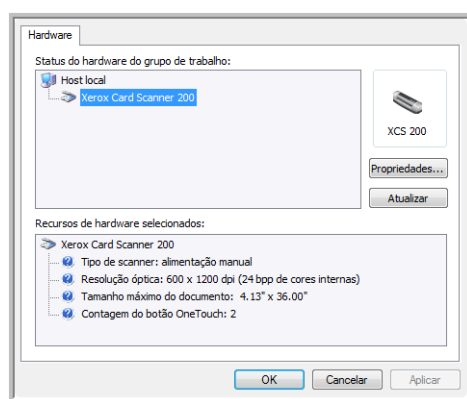 Hardware
Status do hardware do grupo de trabalho:
Host local
Xerox Card Scanner 200
XCS 200
Propriedades...
Atualizar
Recursos de hardware selecionados:
Xerox Card Scanner 200
Tipo de scanner: alimentação manual
Resolução óptica: 600 x 1200 dpi (24 bpp de cores internas)
Tamanho máximo do documento: 4.13" x 36.00"
Contagem do botão OneTouch: 2
OK Cancelar Aplicar